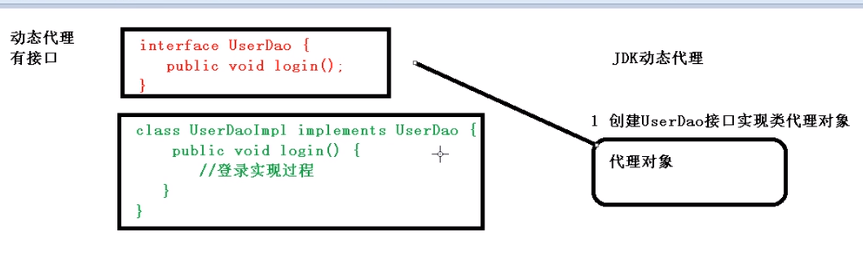 动态代理
有接口
interface UserDao {
public void login();
}
class UserDaoImpl implements UserDao {
public void login() {
//登录实现过程
}
}
JDK动态代理
1 创建UserDao接口实现类代理对象
代理对象